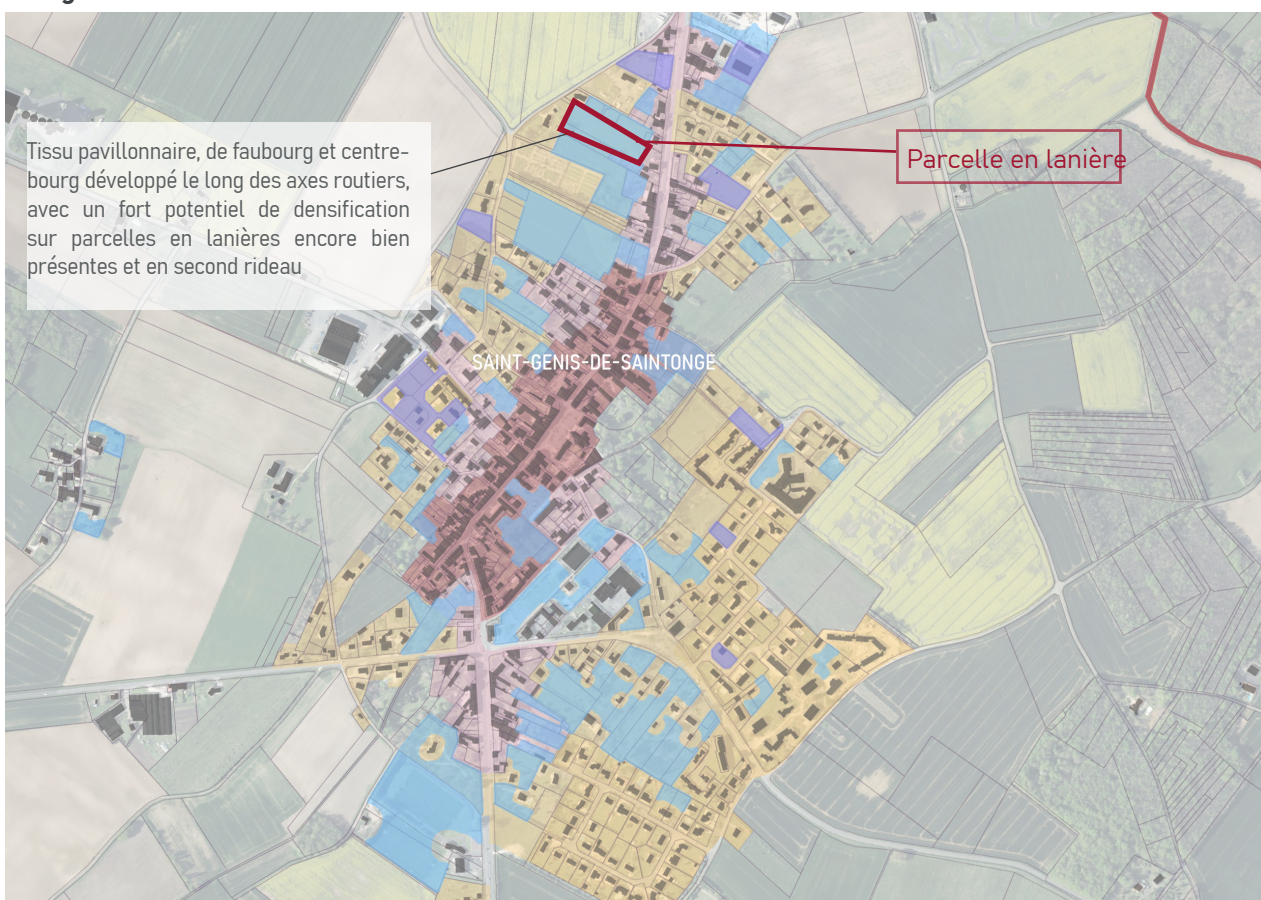 Tissu pavillonnaire, de faubourg et centre-
bourg développé le long des axes routiers,
avec un fort potentiel de densification
sur parcelles en lanières encore bien
présentes et en second rideau
Parcelle en lanière
SAINT-GENIS-DE-SAINTONGE